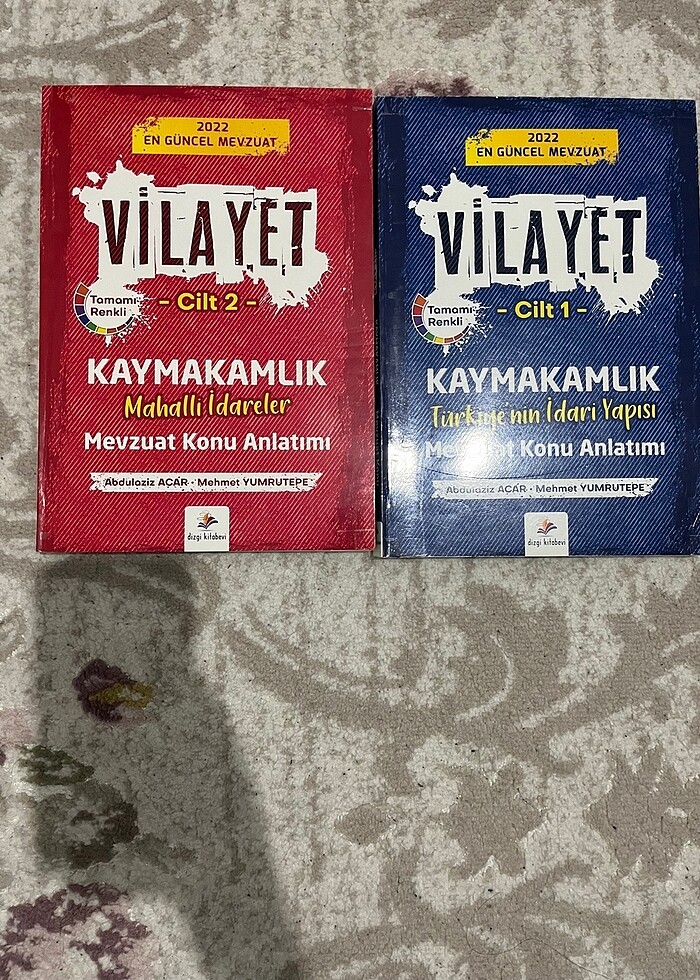 2022
EN GÜNCEL MEVZUAT
VİLAYET
Tamamı
Renkli
- Cilt 2 -
KAYMAKAMLIK
Mahalli İdareler
Mevzuat Konu Anlatımı
Abdulaziz ACAR • Mehmet YUMRUTEPE
dizgi kitabevi
2022
EN GÜNCEL MEVZUAT
VİLAYET
Tamamı
Renkli
- Cilt 1 -
KAYMAKAMLIK
Türkiye'nin İdari Yapısı
Mevzuat Konu Anlatımı
Abdulaziz ACAR • Mehmet YUMRUTEPE
dizgi kitabevi